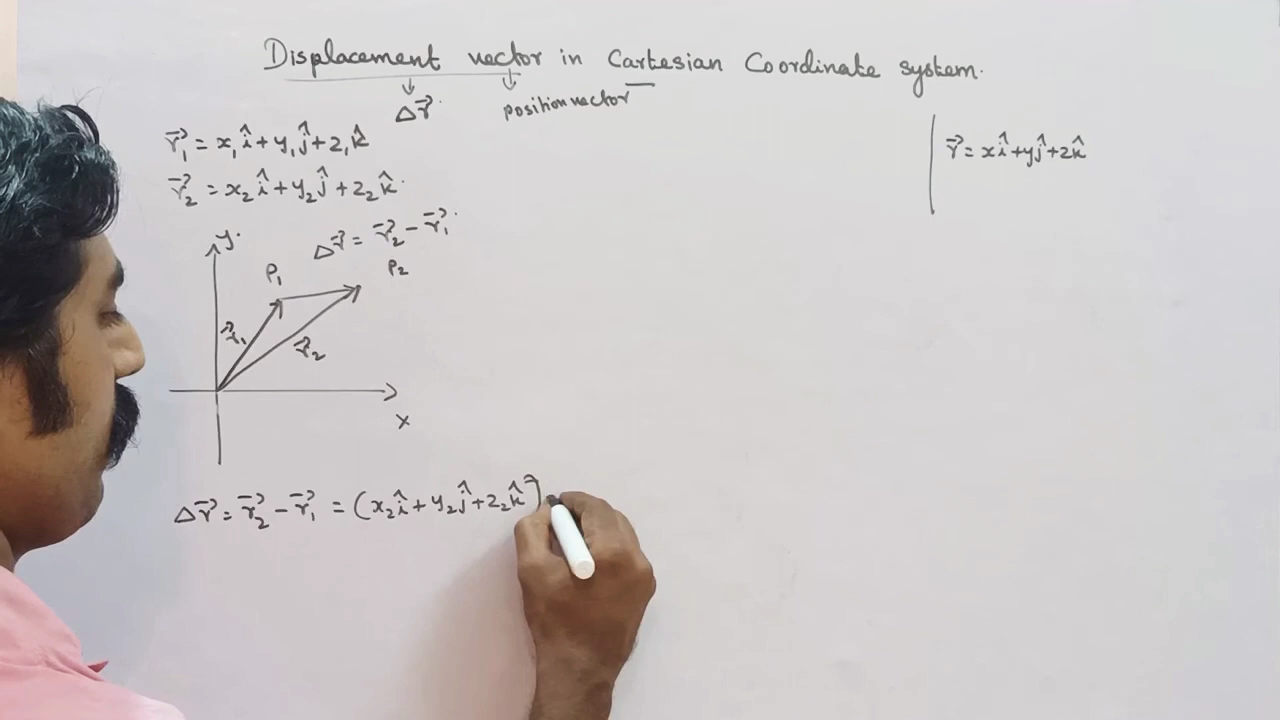 Displacement vector in Cartesian Coordinate system.
Δr⃗ position vector
r⃗₁ = x₁î + y₁ĵ + z₁k̂
r⃗₂ = x₂î + y₂ĵ + z₂k̂.
r⃗ = xî + yĵ + zk̂
y.
Δr⃗ = r⃗₂ - r⃗₁.
P₁ P₂
r⃗₁ r⃗₂
x
Δr⃗ = r⃗₂ - r⃗₁ = (x₂î + y₂ĵ + z₂k̂)